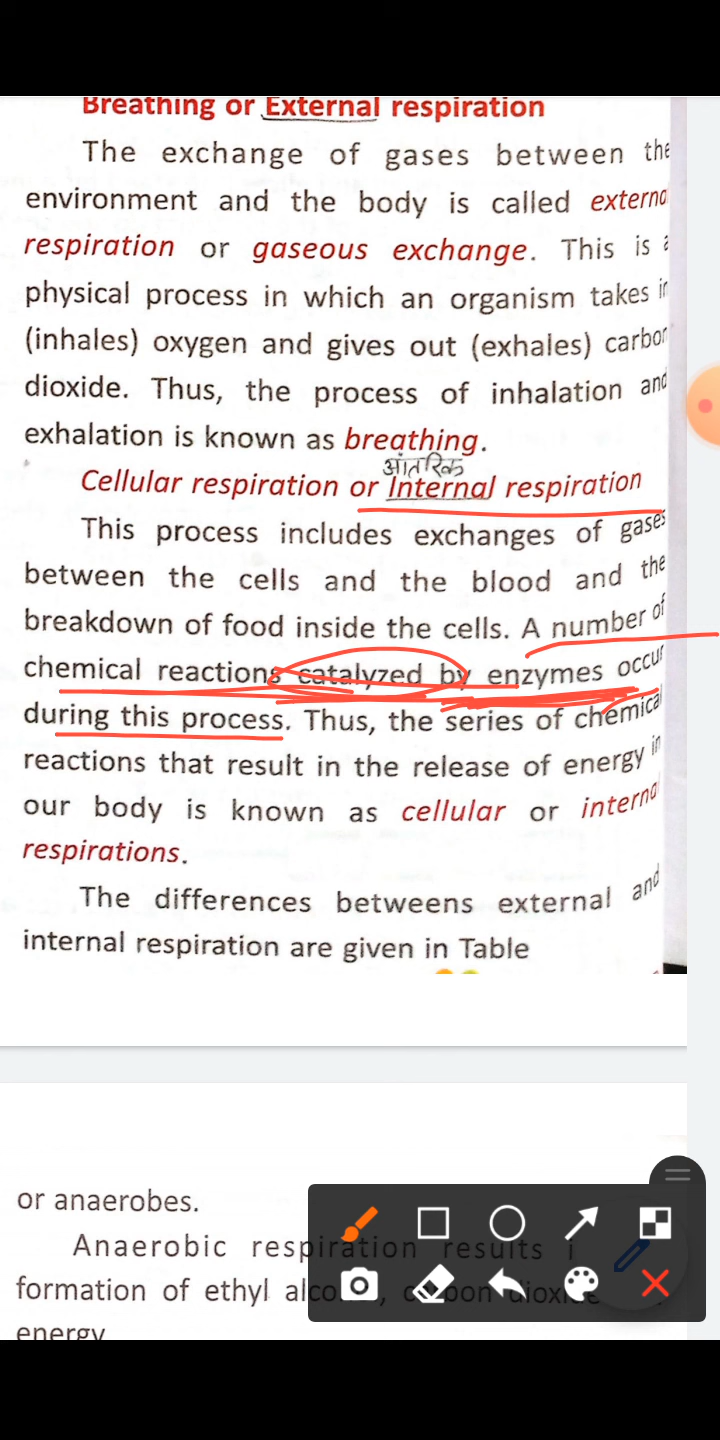 Breathing or External respiration
The exchange of gases between the
environment and the body is called externa
respiration or gaseous exchange. This is a
physical process in which an organism takes in
(inhales) oxygen and gives out (exhales) carbon
dioxide. Thus, the process of inhalation and
exhalation is known as breathing.
आंतरिक
Cellular respiration or Internal respiration
This process includes exchanges of gases
between the cells and the blood and the
breakdown of food inside the cells. A number of
chemical reactions catalyzed by enzymes occur
during this process. Thus, the series of chemical
reactions that result in the release of energy in
our body is known as cellular or internal
respirations.
The differences betweens external and
internal respiration are given in Table
or anaerobes.
Anaerobic respiration results i
formation of ethyl alco , c bon dioxide
energy